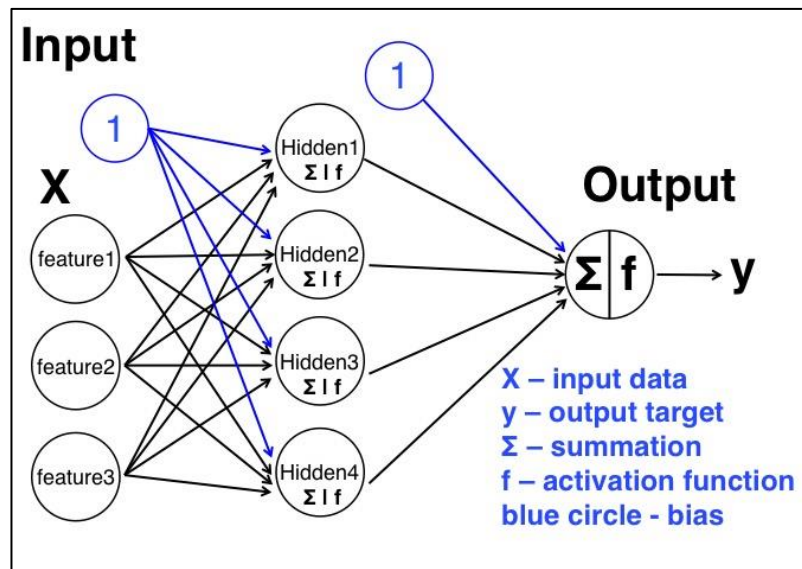 Input
1
1
X
Output
Hidden1
Σ | f
feature1
Hidden2
Σ | f
Σ | f
y
feature2
Hidden3
Σ | f
feature3
Hidden4
Σ | f
X – input data
y – output target
Σ – summation
f – activation function
blue circle - bias